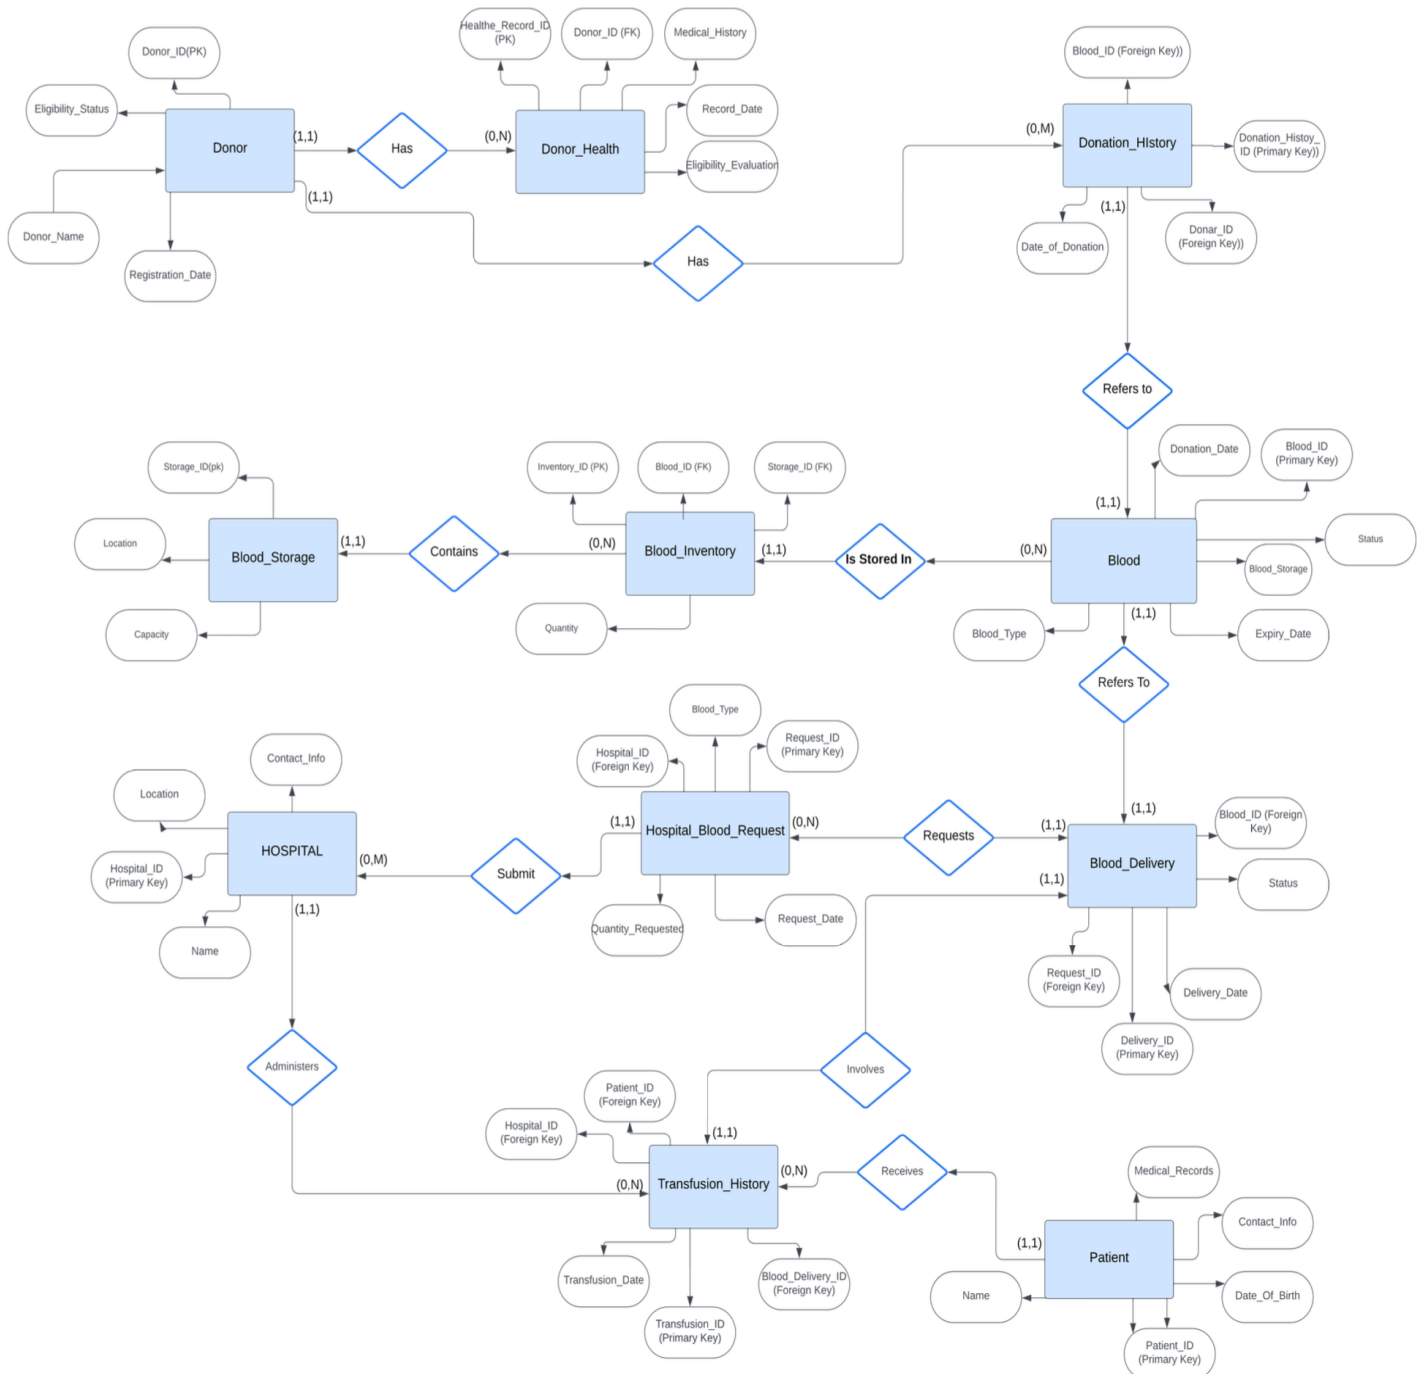 Healthe_Record_ID
(PK)
Donor_ID (FK)
Medical_History
Donor_ID(PK)
Blood_ID (Foreign Key))
Eligibility_Status
Record_Date
Donor
(1,1)
Has
(0,N)
Donor_Health
(0,M)
Donation_HIstory
Donation_Histoy_
ID (Primary Key))
Eligibility_Evaluation
(1,1)
(1,1)
Donor_Name
Registration_Date
Has
Date_of_Donation
Donar_ID
(Foreign Key))
Refers to
Donation_Date
Blood_ID
(Primary Key)
Storage_ID(pk)
Inventory_ID (PK)
Blood_ID (FK)
Storage_ID (FK)
(1,1)
Location
Blood_Storage
(1,1)
Contains
(0,N)
Blood_Inventory
(1,1)
Is Stored In
(0,N)
Blood
Status
Blood_Storage
Capacity
Quantity
Blood_Type
(1,1)
Expiry_Date
Refers To
Blood_Type
Contact_Info
Hospital_ID
(Foreign Key)
Request_ID
(Primary Key)
Location
(1,1)
Hospital_Blood_Request
(0,N)
Requests
(1,1)
(1,1)
Blood_ID (Foreign
Key)
HOSPITAL
(0,M)
Submit
Blood_Delivery
Hospital_ID
(Primary Key)
(1,1)
Status
(1,1)
Name
Quantity_Requested
Request_Date
Request_ID
(Foreign Key)
Delivery_Date
Delivery_ID
(Primary Key)
Administers
Involves
Patient_ID
(Foreign Key)
Hospital_ID
(Foreign Key)
(1,1)
(0,N)
Transfusion_History
(0,N)
Receives
Medical_Records
Contact_Info
(1,1)
Patient
Transfusion_Date
Blood_Delivery_ID
(Foreign Key)
Name
Date_Of_Birth
Transfusion_ID
(Primary Key)
Patient_ID
(Primary Key)